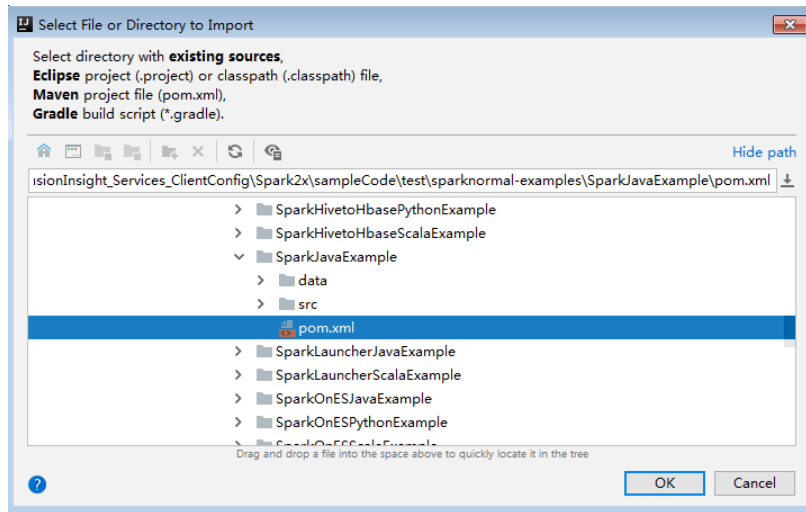 Select File or Directory to Import
Select directory with existing sources,
Eclipse project (.project) or classpath (.classpath) file,
Maven project file (pom.xml),
Gradle build script (*.gradle).
Hide path
ısionInsight_Services_ClientConfig\Spark2x\sampleCode\test\sparknormal-examples\SparkJavaExample\pom.xml
SparkHivetoHbasePythonExample
SparkHivetoHbaseScalaExample
SparkJavaExample
data
src
pom.xml
SparkLauncherJavaExample
SparkLauncherScalaExample
SparkOnESJavaExample
SparkOnESPythonExample
Drag and drop a file into the space above to quickly locate it in the tree
? OK Cancel